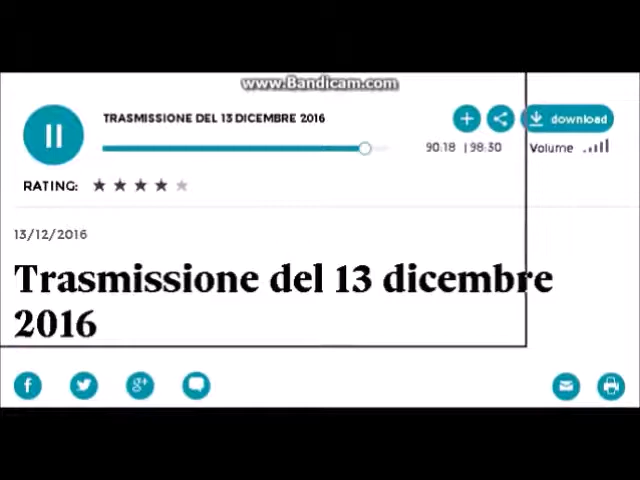 www.Bandicam.com
TRASMISSIONE DEL 13 DICEMBRE 2016
download
90:18 | 98:30
Volume
RATING:
13/12/2016
Trasmissione del 13 dicembre
2016
f
g+